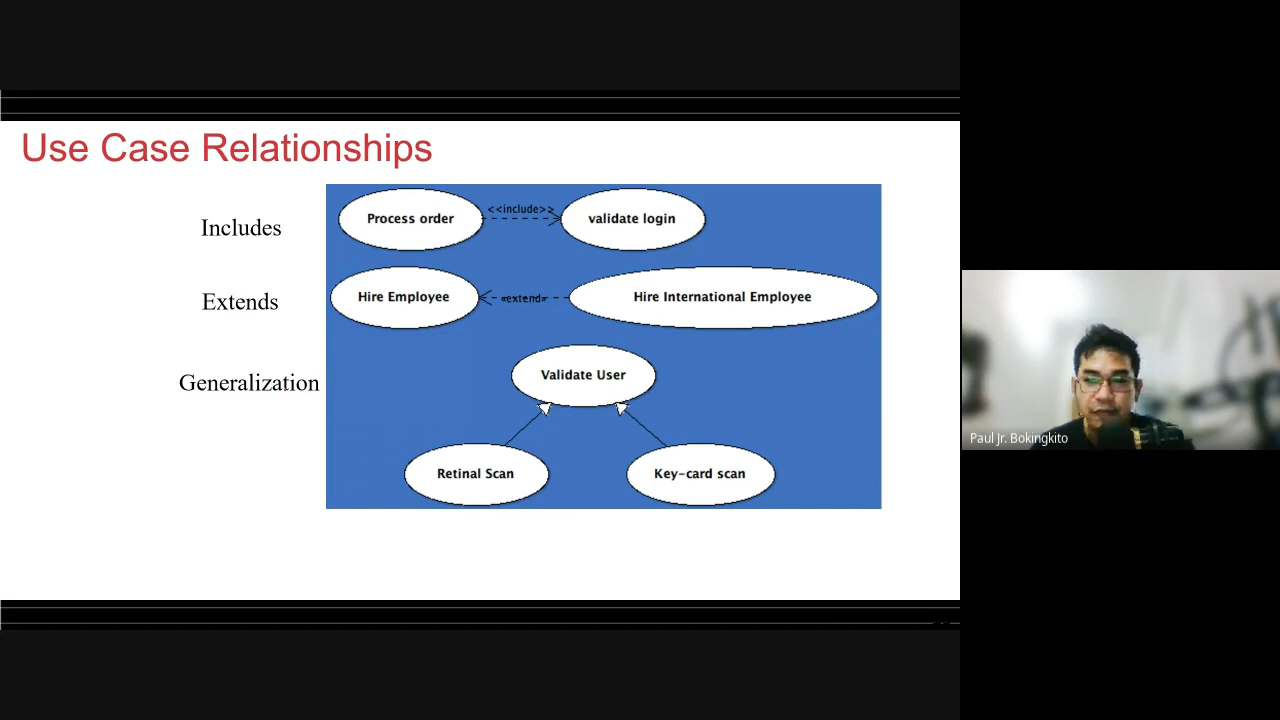 Use Case Relationships
Includes
Process order
<<include>>
validate login
Extends
Hire Employee
«extend»
Hire International Employee
Generalization
Validate User
Retinal Scan
Key-card scan
Paul Jr. Bokingkito